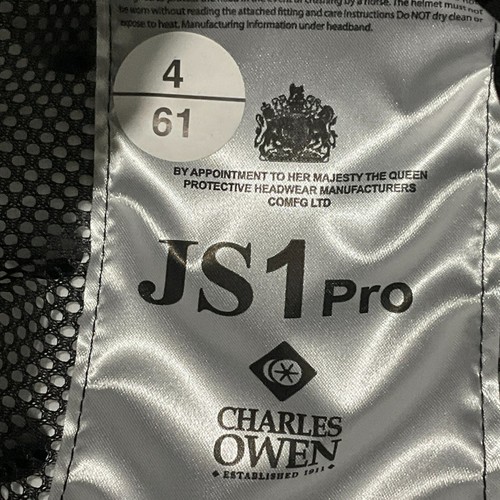 crushing by a horse. The helmet must not
be worn without reading the attached fitting and care instructions Do NOT dry clean or
expose to heat. Manufacturing information under headband.
4
61
BY APPOINTMENT TO HER MAJESTY THE QUEEN
PROTECTIVE HEADWEAR MANUFACTURERS
COMFG LTD
JS1 Pro
CHARLES
OWEN
ESTABLISHED 1911